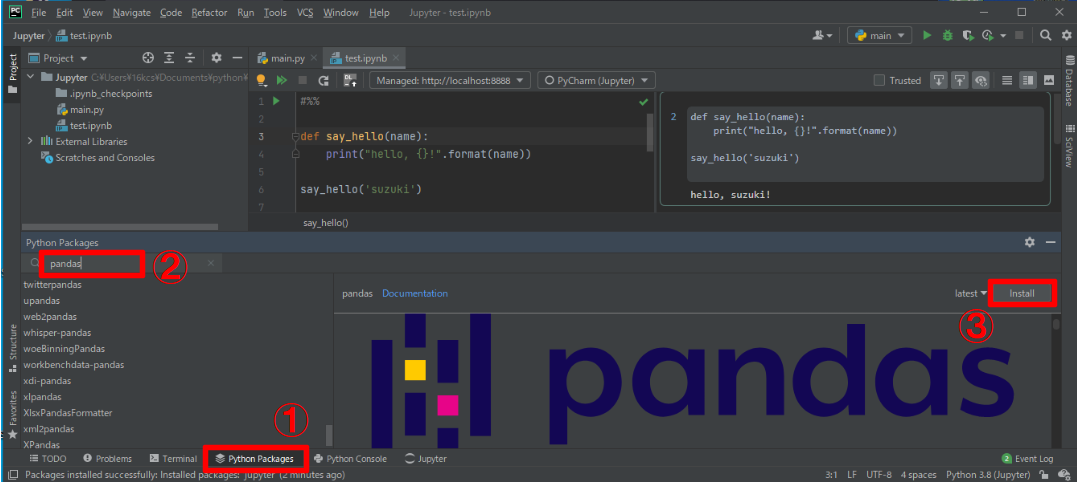 PC File Edit View Navigate Code Refactor Run Tools VCS Window Help Jupyter - test.ipynb
Jupyter test.ipynb main
Project main.py test.ipynb
Jupyter C:¥Users¥16kcs¥Documents¥python¥
.ipynb_checkpoints
main.py
test.ipynb
External Libraries
Scratches and Consoles
Managed: http://localhost:8888 PyCharm (Jupyter) Trusted
1 #%%
2
3 def say_hello(name):
4 print("hello, {}!".format(name))
5
6 say_hello('suzuki')
7
say_hello()
2 def say_hello(name):
print("hello, {}!".format(name))
say_hello('suzuki')
hello, suzuki!
Project
Structure
Favorites
Database
SciView
Python Packages
pandas ②
twitterpandas
upandas
web2pandas
whisper-pandas
woeBinningPandas
workbenchdata-pandas
xdi-pandas
xlpandas
XlsxPandasFormatter
xml2pandas
XPandas
pandas Documentation latest Install
③
pandas
①
TODO Problems Terminal Python Packages Python Console Jupyter 2 Event Log
Packages installed successfully: Installed packages: 'jupyter' (2 minutes ago) 3:1 LF UTF-8 4 spaces Python 3.8 (Jupyter)